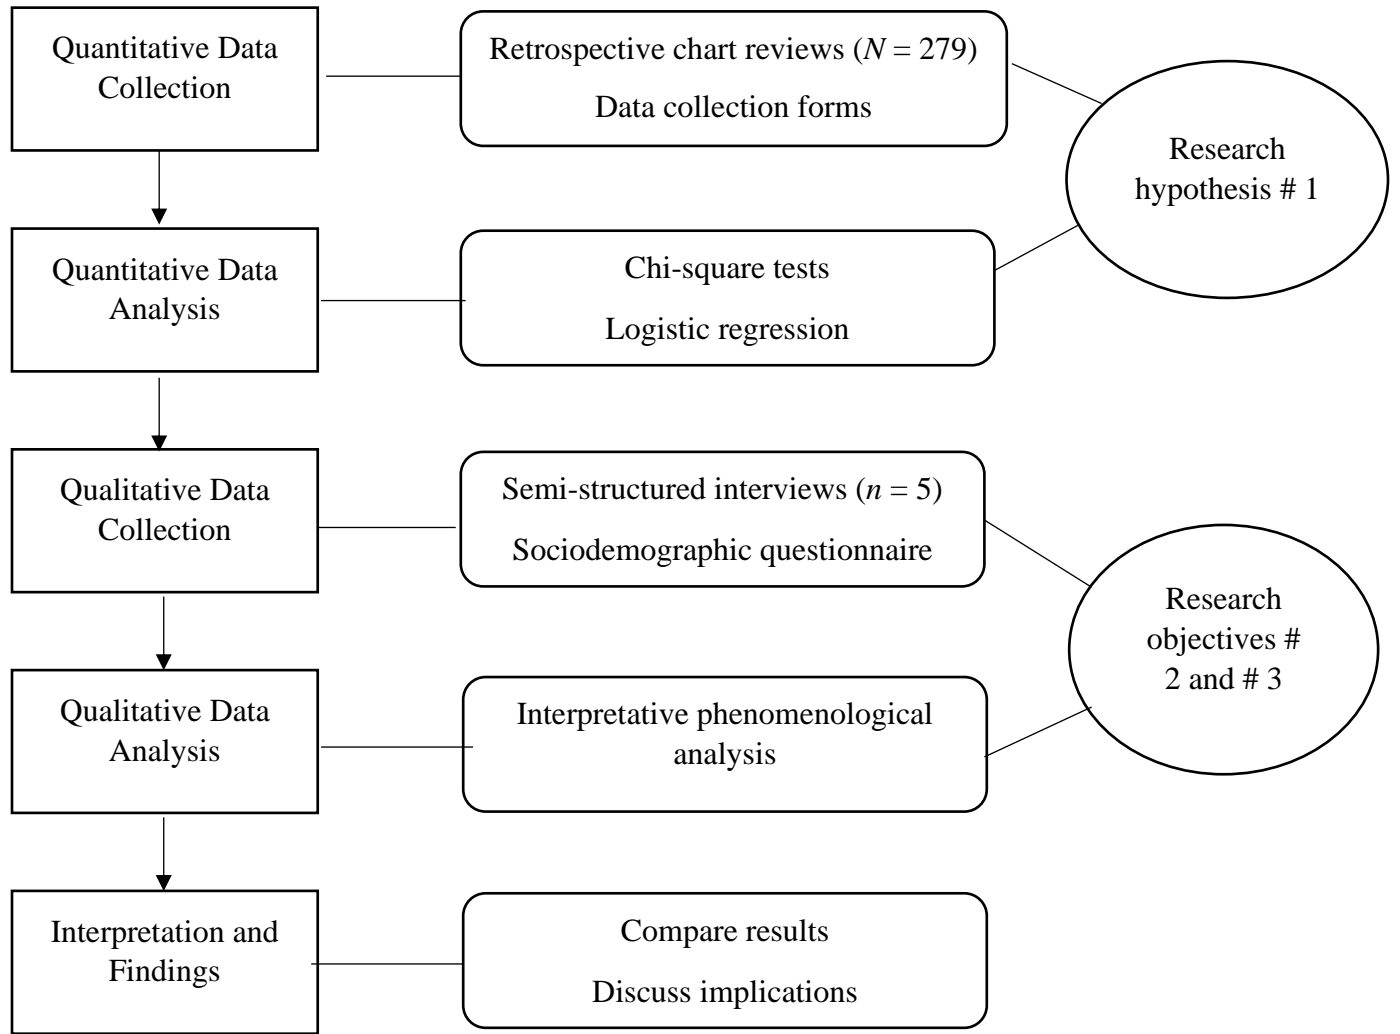 Quantitative Data
Collection
Retrospective chart reviews (N = 279)
Data collection forms
Research
hypothesis # 1
Quantitative Data
Analysis
Chi-square tests
Logistic regression
Qualitative Data
Collection
Semi-structured interviews (n = 5)
Sociodemographic questionnaire
Research
objectives #
2 and # 3
Qualitative Data
Analysis
Interpretative phenomenological
analysis
Interpretation and
Findings
Compare results
Discuss implications